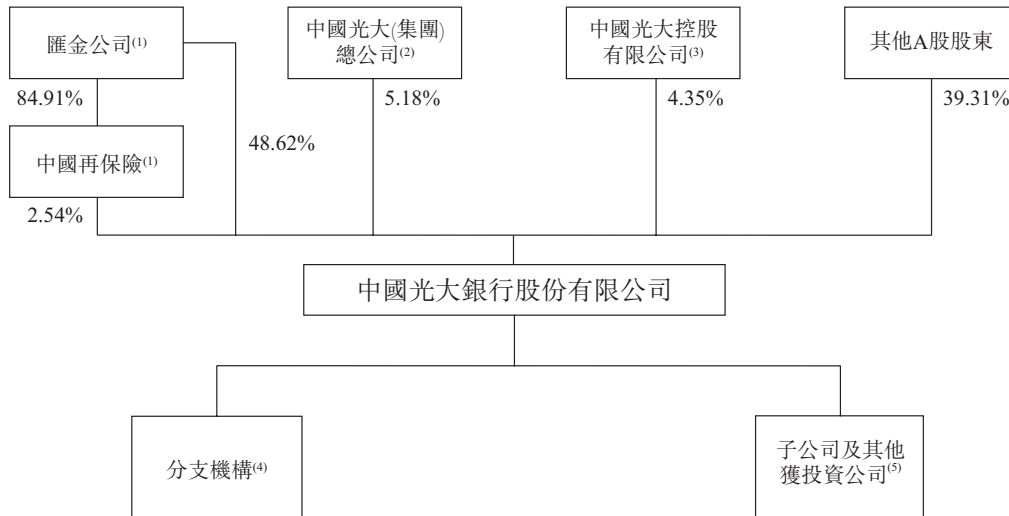 匯金公司(1)
中國光大(集團)
總公司(2)
中國光大控股
有限公司(3)
其他A股股東
84.91%
5.18%
4.35%
39.31%
48.62%
中國再保險(1)
2.54%
中國光大銀行股份有限公司
分支機構(4)
子公司及其他
獲投資公司(5)